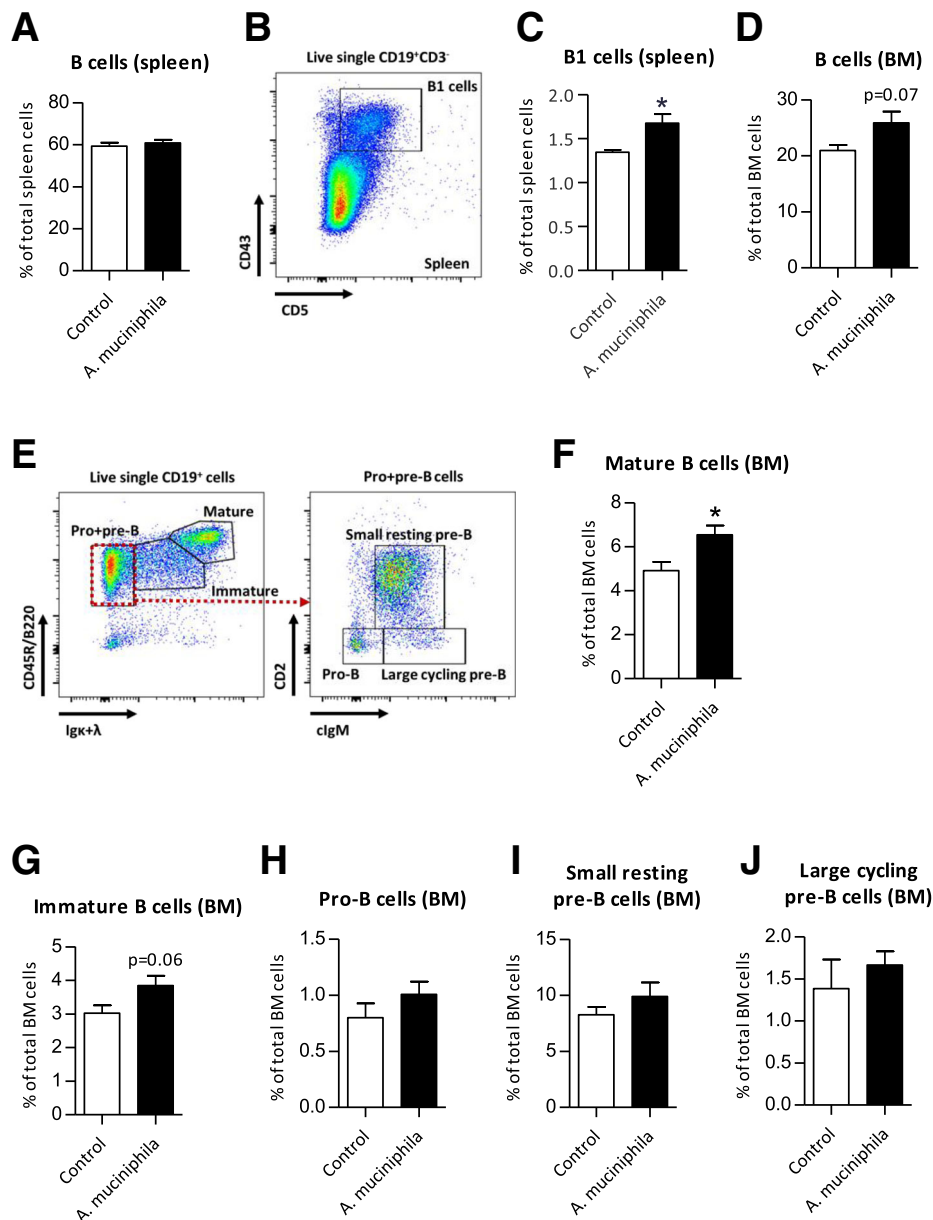 A
B cells (spleen)
% of total spleen cells
80
60
40
20
0
Control
A. muciniphila
B
Live single CD19⁺CD3⁻
B1 cells
Spleen
CD43
CD5
C
B1 cells (spleen)
% of total spleen cells
2.0
1.5
1.0
0.5
0.0
*
Control
A. muciniphila
D
B cells (BM)
% of total BM cells
30
20
10
0
p=0.07
Control
A. muciniphila
E
Live single CD19⁺ cells
Pro+pre-B
Mature
Immature
CD45R/B220
Igκ+λ
Pro+pre-B cells
Small resting pre-B
Pro-B
Large cycling pre-B
CD2
cIgM
F
Mature B cells (BM)
% of total BM cells
8
6
4
2
0
*
Control
A. muciniphila
G
Immature B cells (BM)
% of total BM cells
5
4
3
2
1
0
p=0.06
Control
A. muciniphila
H
Pro-B cells (BM)
% of total BM cells
1.5
1.0
0.5
0.0
Control
A. muciniphila
I
Small resting
pre-B cells (BM)
% of total BM cells
15
10
5
0
Control
A. muciniphila
J
Large cycling
pre-B cells (BM)
% of total BM cells
2.0
1.5
1.0
0.5
0.0
Control
A. muciniphila